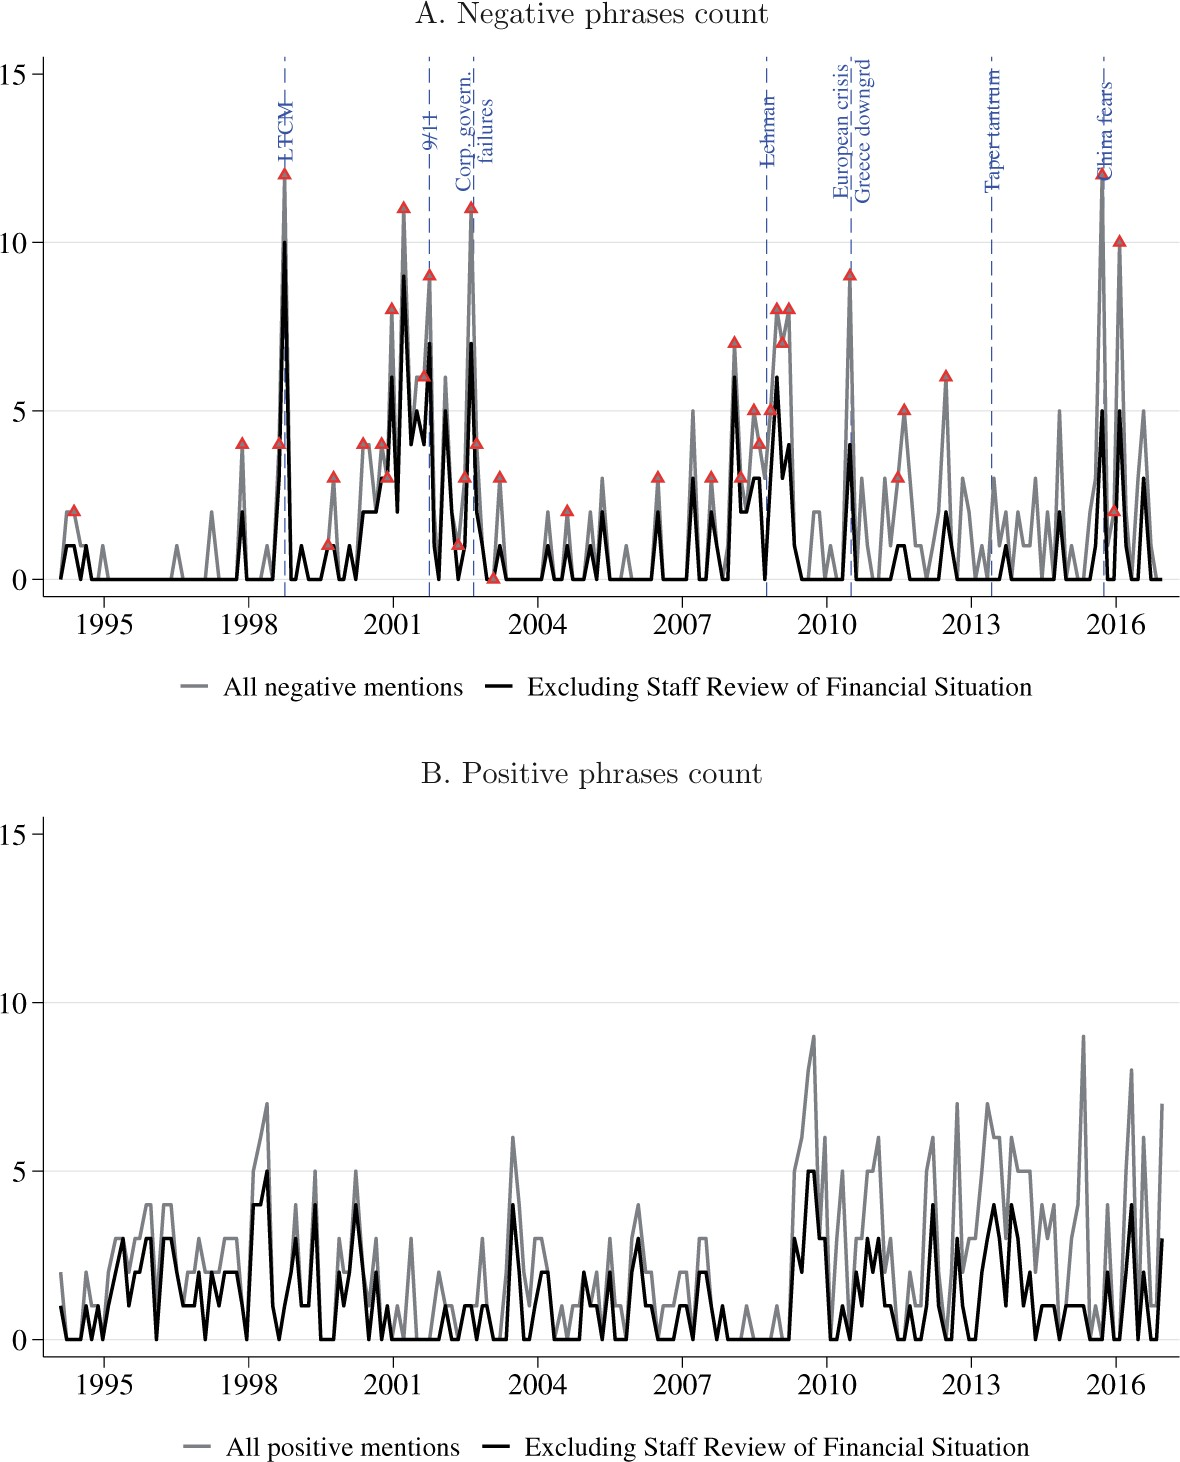 A. Negative phrases count
15
10
5
0
LTCM
9/11
Corp. govern.
failures
Lehman
European crisis
Greece downgrd
Taper tantrum
China fears
1995 1998 2001 2004 2007 2010 2013 2016
All negative mentions Excluding Staff Review of Financial Situation
B. Positive phrases count
15
10
5
0
1995 1998 2001 2004 2007 2010 2013 2016
All positive mentions Excluding Staff Review of Financial Situation